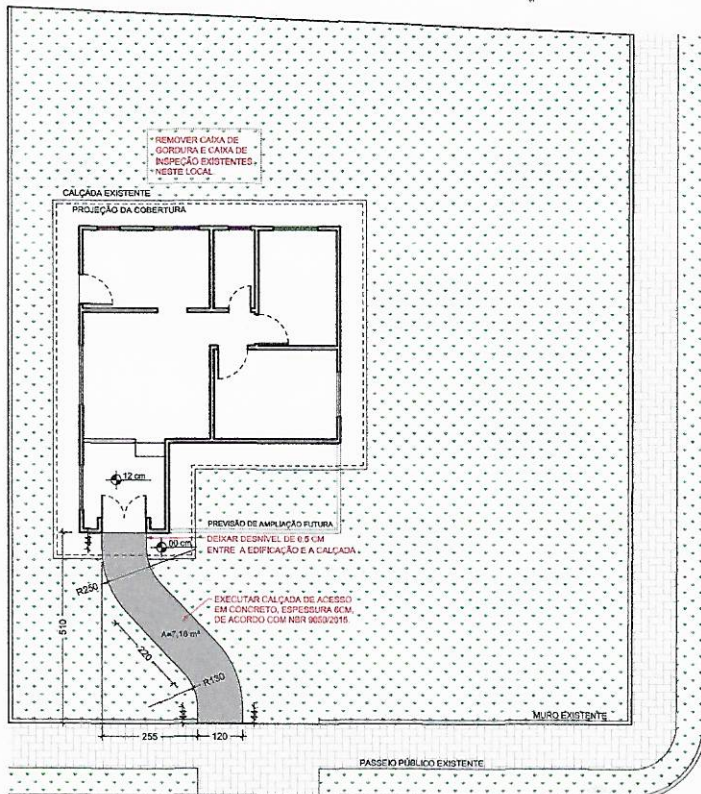 REMOVER CAIXA DE
GORDURA E CAIXA DE
INSPEÇÃO EXISTENTES
NESTE LOCAL
CALÇADA EXISTENTE
PROJEÇÃO DA COBERTURA
12 cm
PREVISÃO DE AMPLIAÇÃO FUTURA
00 cm
DEIXAR DESNÍVEL DE 0.5 CM
ENTRE A EDIFICAÇÃO E A CALÇADA
R250
EXECUTAR CALÇADA DE ACESSO
EM CONCRETO, ESPESSURA 6CM,
DE ACORDO COM NBR 9050/2015.
A=7,18 m²
510
220
R130
MURO EXISTENTE
255
120
PASSEIO PÚBLICO EXISTENTE